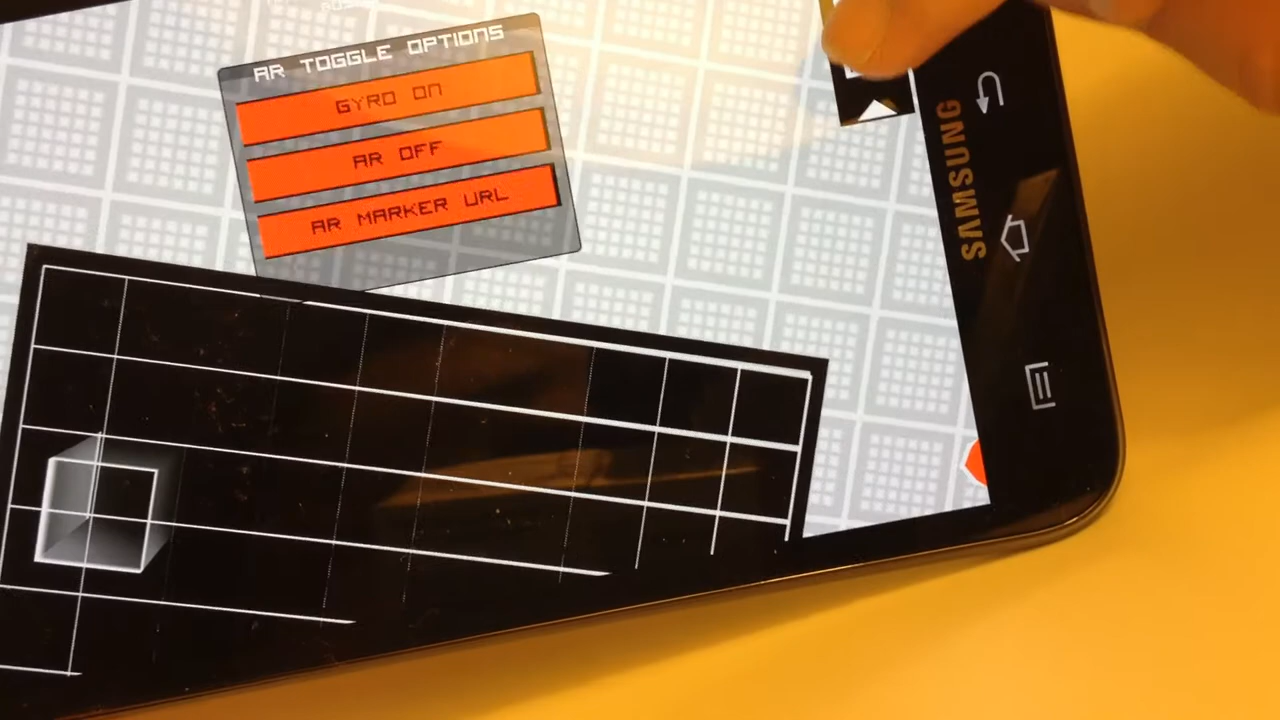 AR TOGGLE OPTIONS
GYRO ON
AR OFF
AR MARKER URL
SAMSUNG